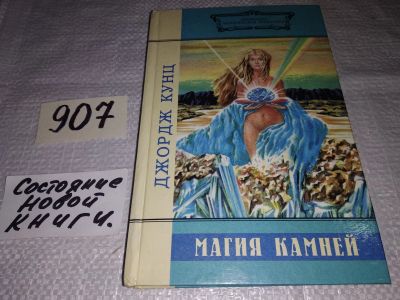 907
Состояние
новой
книги.
ДЖОРДЖ КУНЦ
МАГИЯ КАМНЕЙ